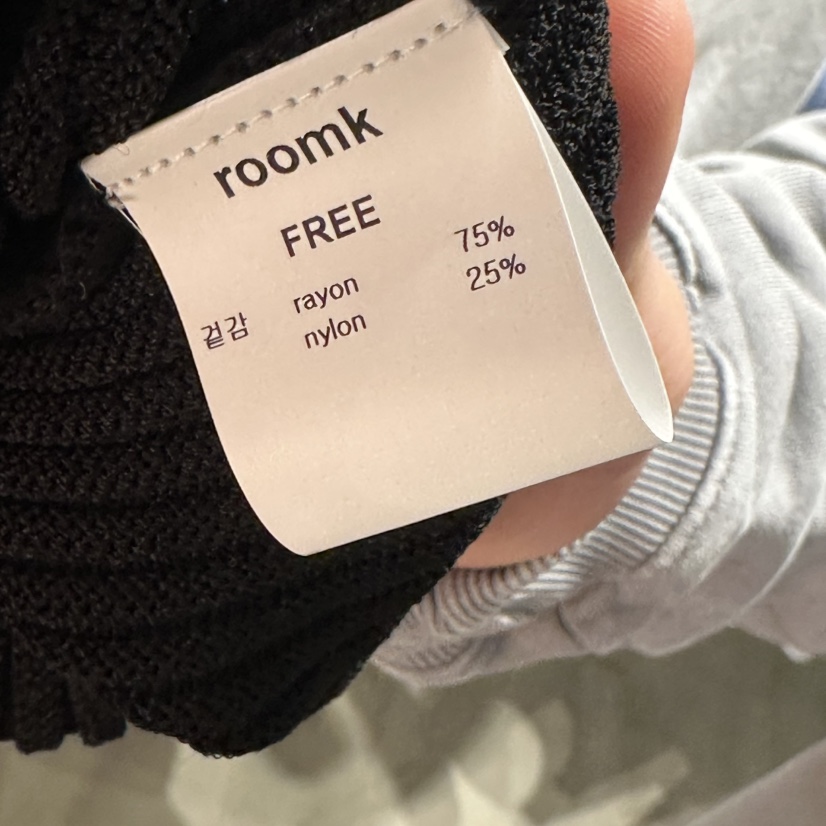 roomk
FREE
겉감 rayon 75%
nylon 25%